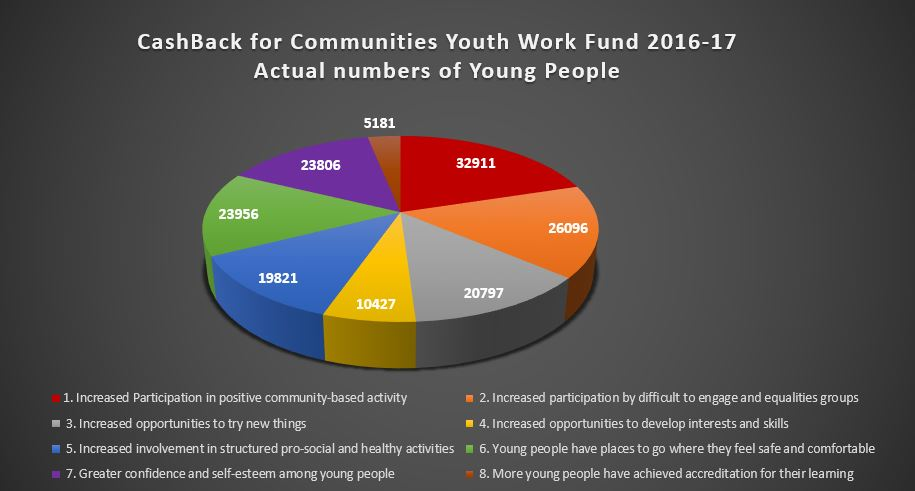 CashBack for Communities Youth Work Fund 2016-17
Actual numbers of Young People
5181
32911
23806
26096
23956
19821
10427
20797
1. Increased Participation in positive community-based activity
2. Increased participation by difficult to engage and equalities groups
3. Increased opportunities to try new things
4. Increased opportunities to develop interests and skills
5. Increased involvement in structured pro-social and healthy activities
6. Young people have places to go where they feel safe and comfortable
7. Greater confidence and self-esteem among young people
8. More young people have achieved accreditation for their learning